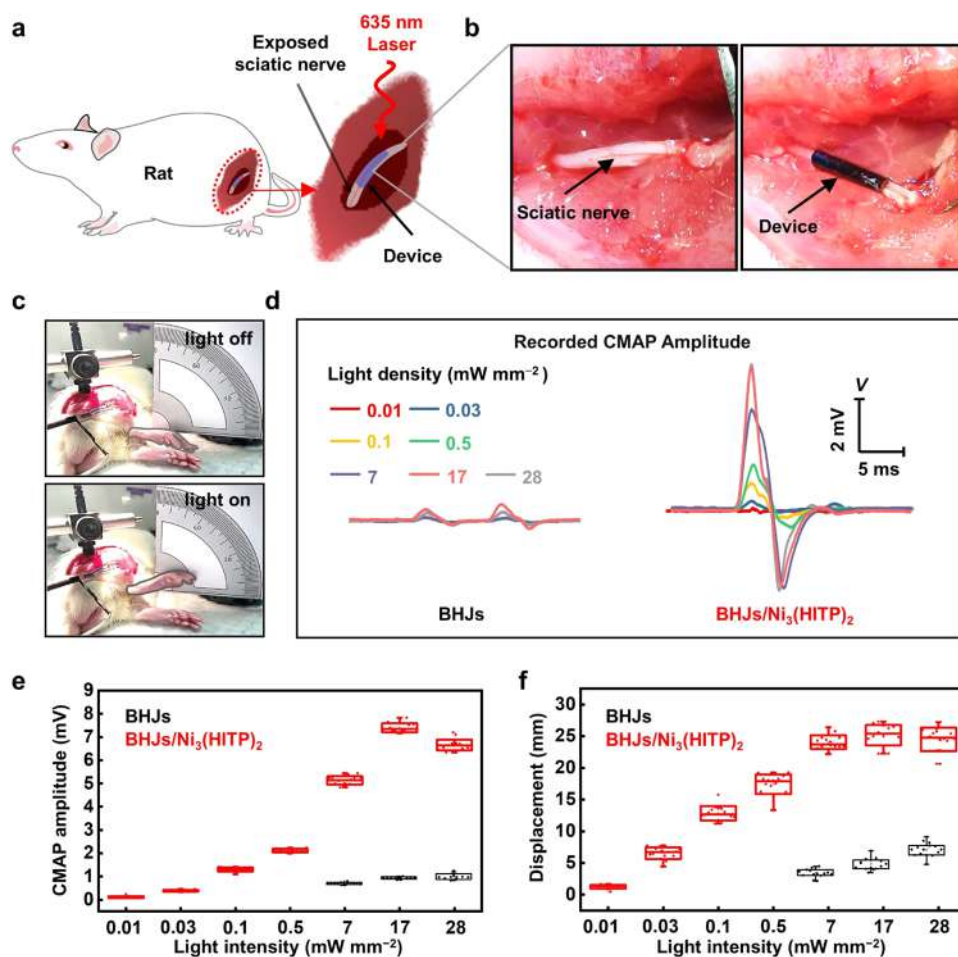 a
635 nm
Laser
Exposed
sciatic nerve
Rat
Device
b
Sciatic nerve
Device
c
light off
light on
d
Recorded CMAP Amplitude
Light density (mW mm⁻²)
0.01 0.03
0.1 0.5
7 17 28
V
2 mV
5 ms
BHJs
BHJs/Ni₃(HITP)₂
e
BHJs
BHJs/Ni₃(HITP)₂
CMAP amplitude (mV)
9
8
7
6
5
4
3
2
1
0
0.01 0.03 0.1 0.5 7 17 28
Light intensity (mW mm⁻²)
f
BHJs
BHJs/Ni₃(HITP)₂
Displacement (mm)
30
25
20
15
10
5
0
0.01 0.03 0.1 0.5 7 17 28
Light intensity (mW mm⁻²)